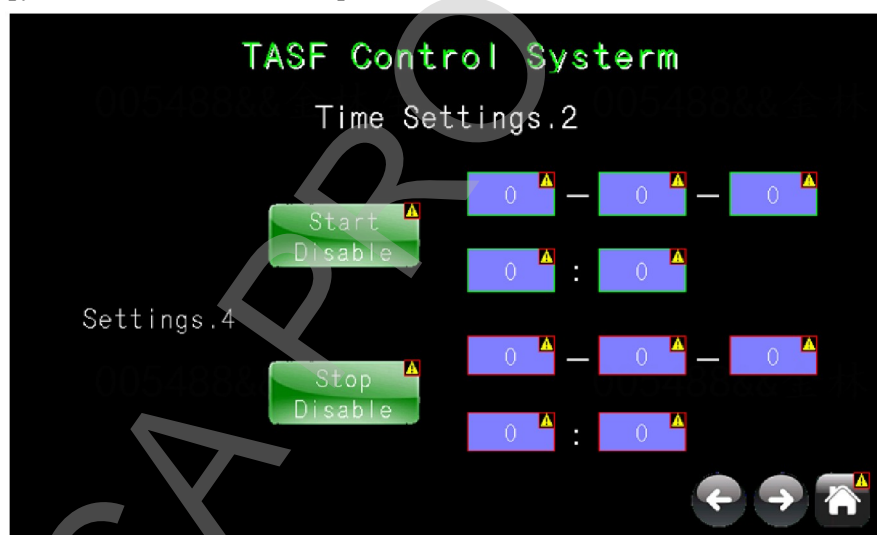 TASF Control Systerm
Time Settings.2
Start
Disable
0 — 0 — 0
0 : 0
Settings.4
Stop
Disable
0 — 0 — 0
0 : 0